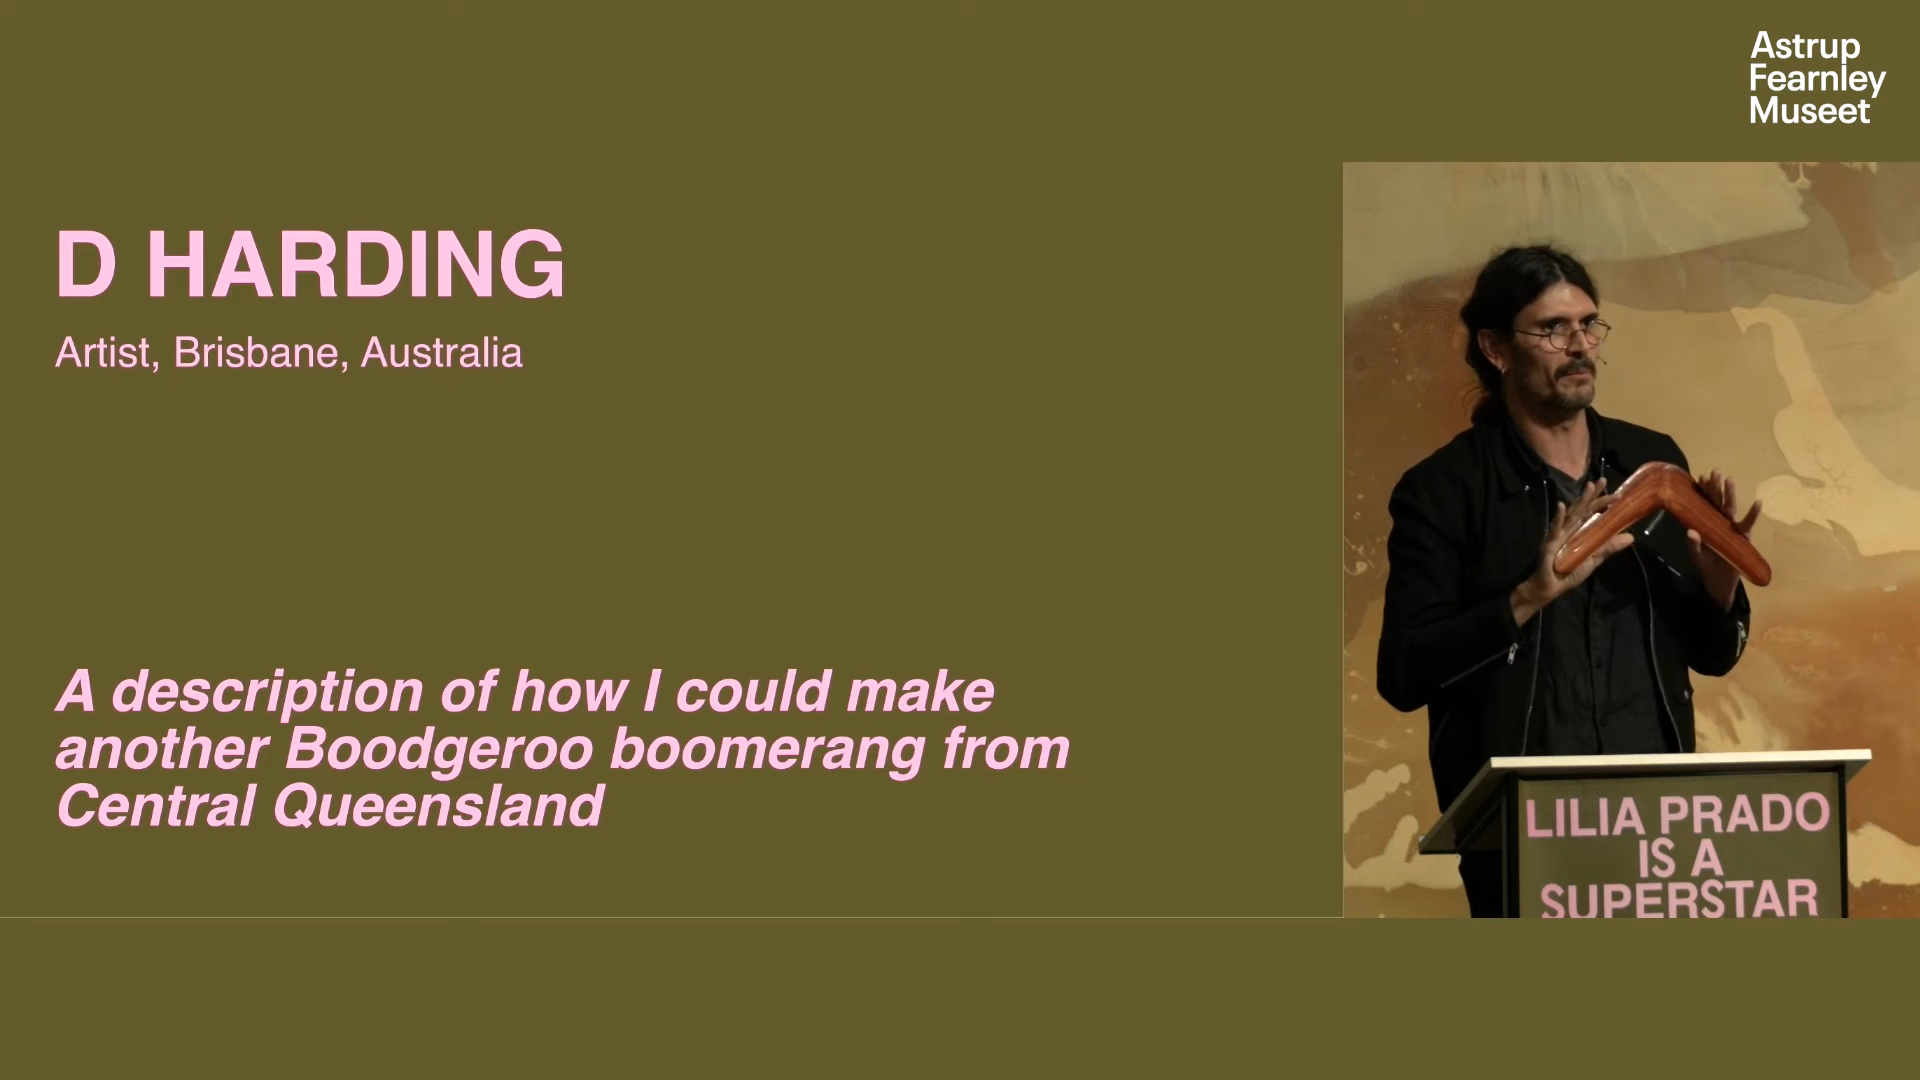 Astrup
Fearnley
Museet
D HARDING
Artist, Brisbane, Australia
A description of how I could make
another Boodgeroo boomerang from
Central Queensland
LILIA PRADO
IS A
SUPERSTAR